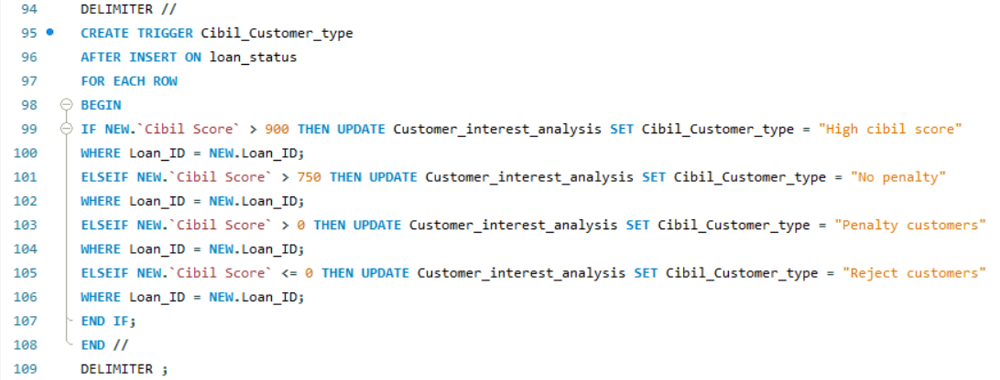 94 DELIMITER //
95 CREATE TRIGGER Cibil_Customer_type
96 AFTER INSERT ON loan_status
97 FOR EACH ROW
98 BEGIN
99 IF NEW.`Cibil Score` > 900 THEN UPDATE Customer_interest_analysis SET Cibil_Customer_type = "High cibil score"
100 WHERE Loan_ID = NEW.Loan_ID;
101 ELSEIF NEW.`Cibil Score` > 750 THEN UPDATE Customer_interest_analysis SET Cibil_Customer_type = "No penalty"
102 WHERE Loan_ID = NEW.Loan_ID;
103 ELSEIF NEW.`Cibil Score` > 0 THEN UPDATE Customer_interest_analysis SET Cibil_Customer_type = "Penalty customers"
104 WHERE Loan_ID = NEW.Loan_ID;
105 ELSEIF NEW.`Cibil Score` <= 0 THEN UPDATE Customer_interest_analysis SET Cibil_Customer_type = "Reject customers"
106 WHERE Loan_ID = NEW.Loan_ID;
107 END IF;
108 END //
109 DELIMITER ;